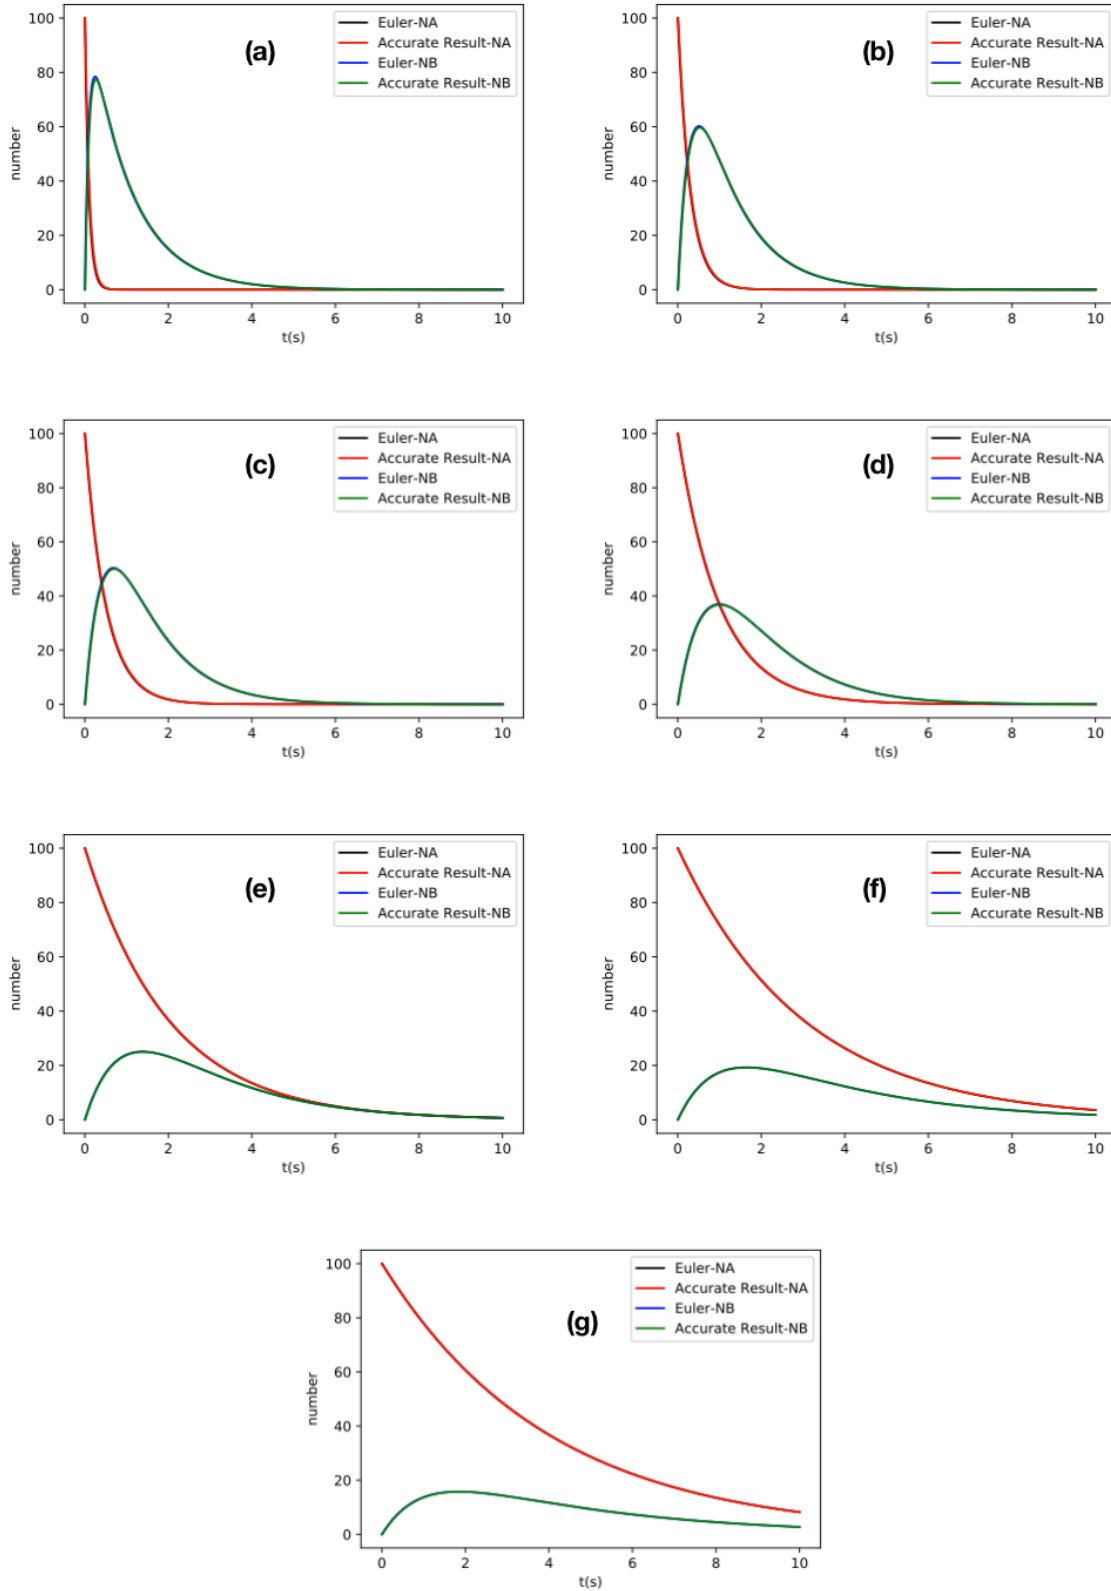 Euler-NA
Accurate Result-NA
Euler-NB
Accurate Result-NB
(a)
number
100
80
60
40
20
0
0 2 4 6 8 10
t(s)
Euler-NA
Accurate Result-NA
Euler-NB
Accurate Result-NB
(b)
number
100
80
60
40
20
0
0 2 4 6 8 10
t(s)
Euler-NA
Accurate Result-NA
Euler-NB
Accurate Result-NB
(c)
number
100
80
60
40
20
0
0 2 4 6 8 10
t(s)
Euler-NA
Accurate Result-NA
Euler-NB
Accurate Result-NB
(d)
number
100
80
60
40
20
0
0 2 4 6 8 10
t(s)
Euler-NA
Accurate Result-NA
Euler-NB
Accurate Result-NB
(e)
number
100
80
60
40
20
0
0 2 4 6 8 10
t(s)
Euler-NA
Accurate Result-NA
Euler-NB
Accurate Result-NB
(f)
number
100
80
60
40
20
0
0 2 4 6 8 10
t(s)
Euler-NA
Accurate Result-NA
Euler-NB
Accurate Result-NB
(g)
number
100
80
60
40
20
0
0 2 4 6 8 10
t(s)